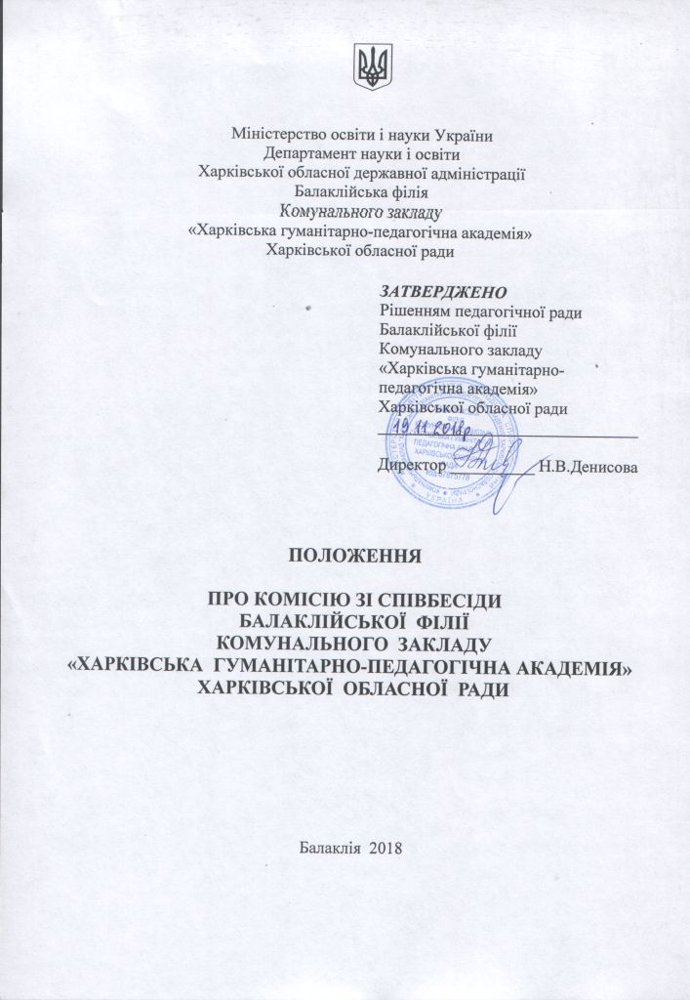 Міністерство освіти і науки України
Департамент науки і освіти
Харківської обласної державної адміністрації
Балаклійська філія
Комунального закладу
«Харківська гуманітарно-педагогічна академія»
Харківської обласної ради
ЗАТВЕРДЖЕНО
Рішенням педагогічної ради
Балаклійської філії
Комунального закладу
«Харківська гуманітарно-
педагогічна академія»
Харківської обласної ради
19.11.2018р
Директор Н.В.Денисова
УКРАЇНА
ПОЛОЖЕННЯ
ПРО КОМІСІЮ ЗІ СПІВБЕСІДИ
БАЛАКЛІЙСЬКОЇ ФІЛІЇ
КОМУНАЛЬНОГО ЗАКЛАДУ
«ХАРКІВСЬКА ГУМАНІТАРНО-ПЕДАГОГІЧНА АКАДЕМІЯ»
ХАРКІВСЬКОЇ ОБЛАСНОЇ РАДИ
Балаклія 2018